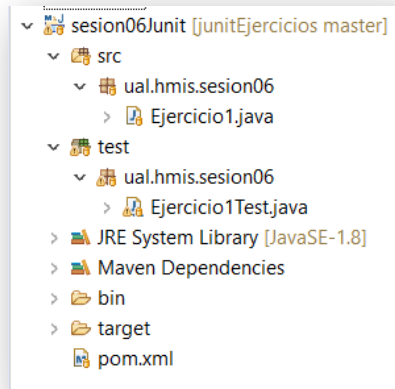 sesion06Junit [junitEjercicios master]
src
ual.hmis.sesion06
Ejercicio1.java
test
ual.hmis.sesion06
Ejercicio1Test.java
JRE System Library [JavaSE-1.8]
Maven Dependencies
bin
target
pom.xml